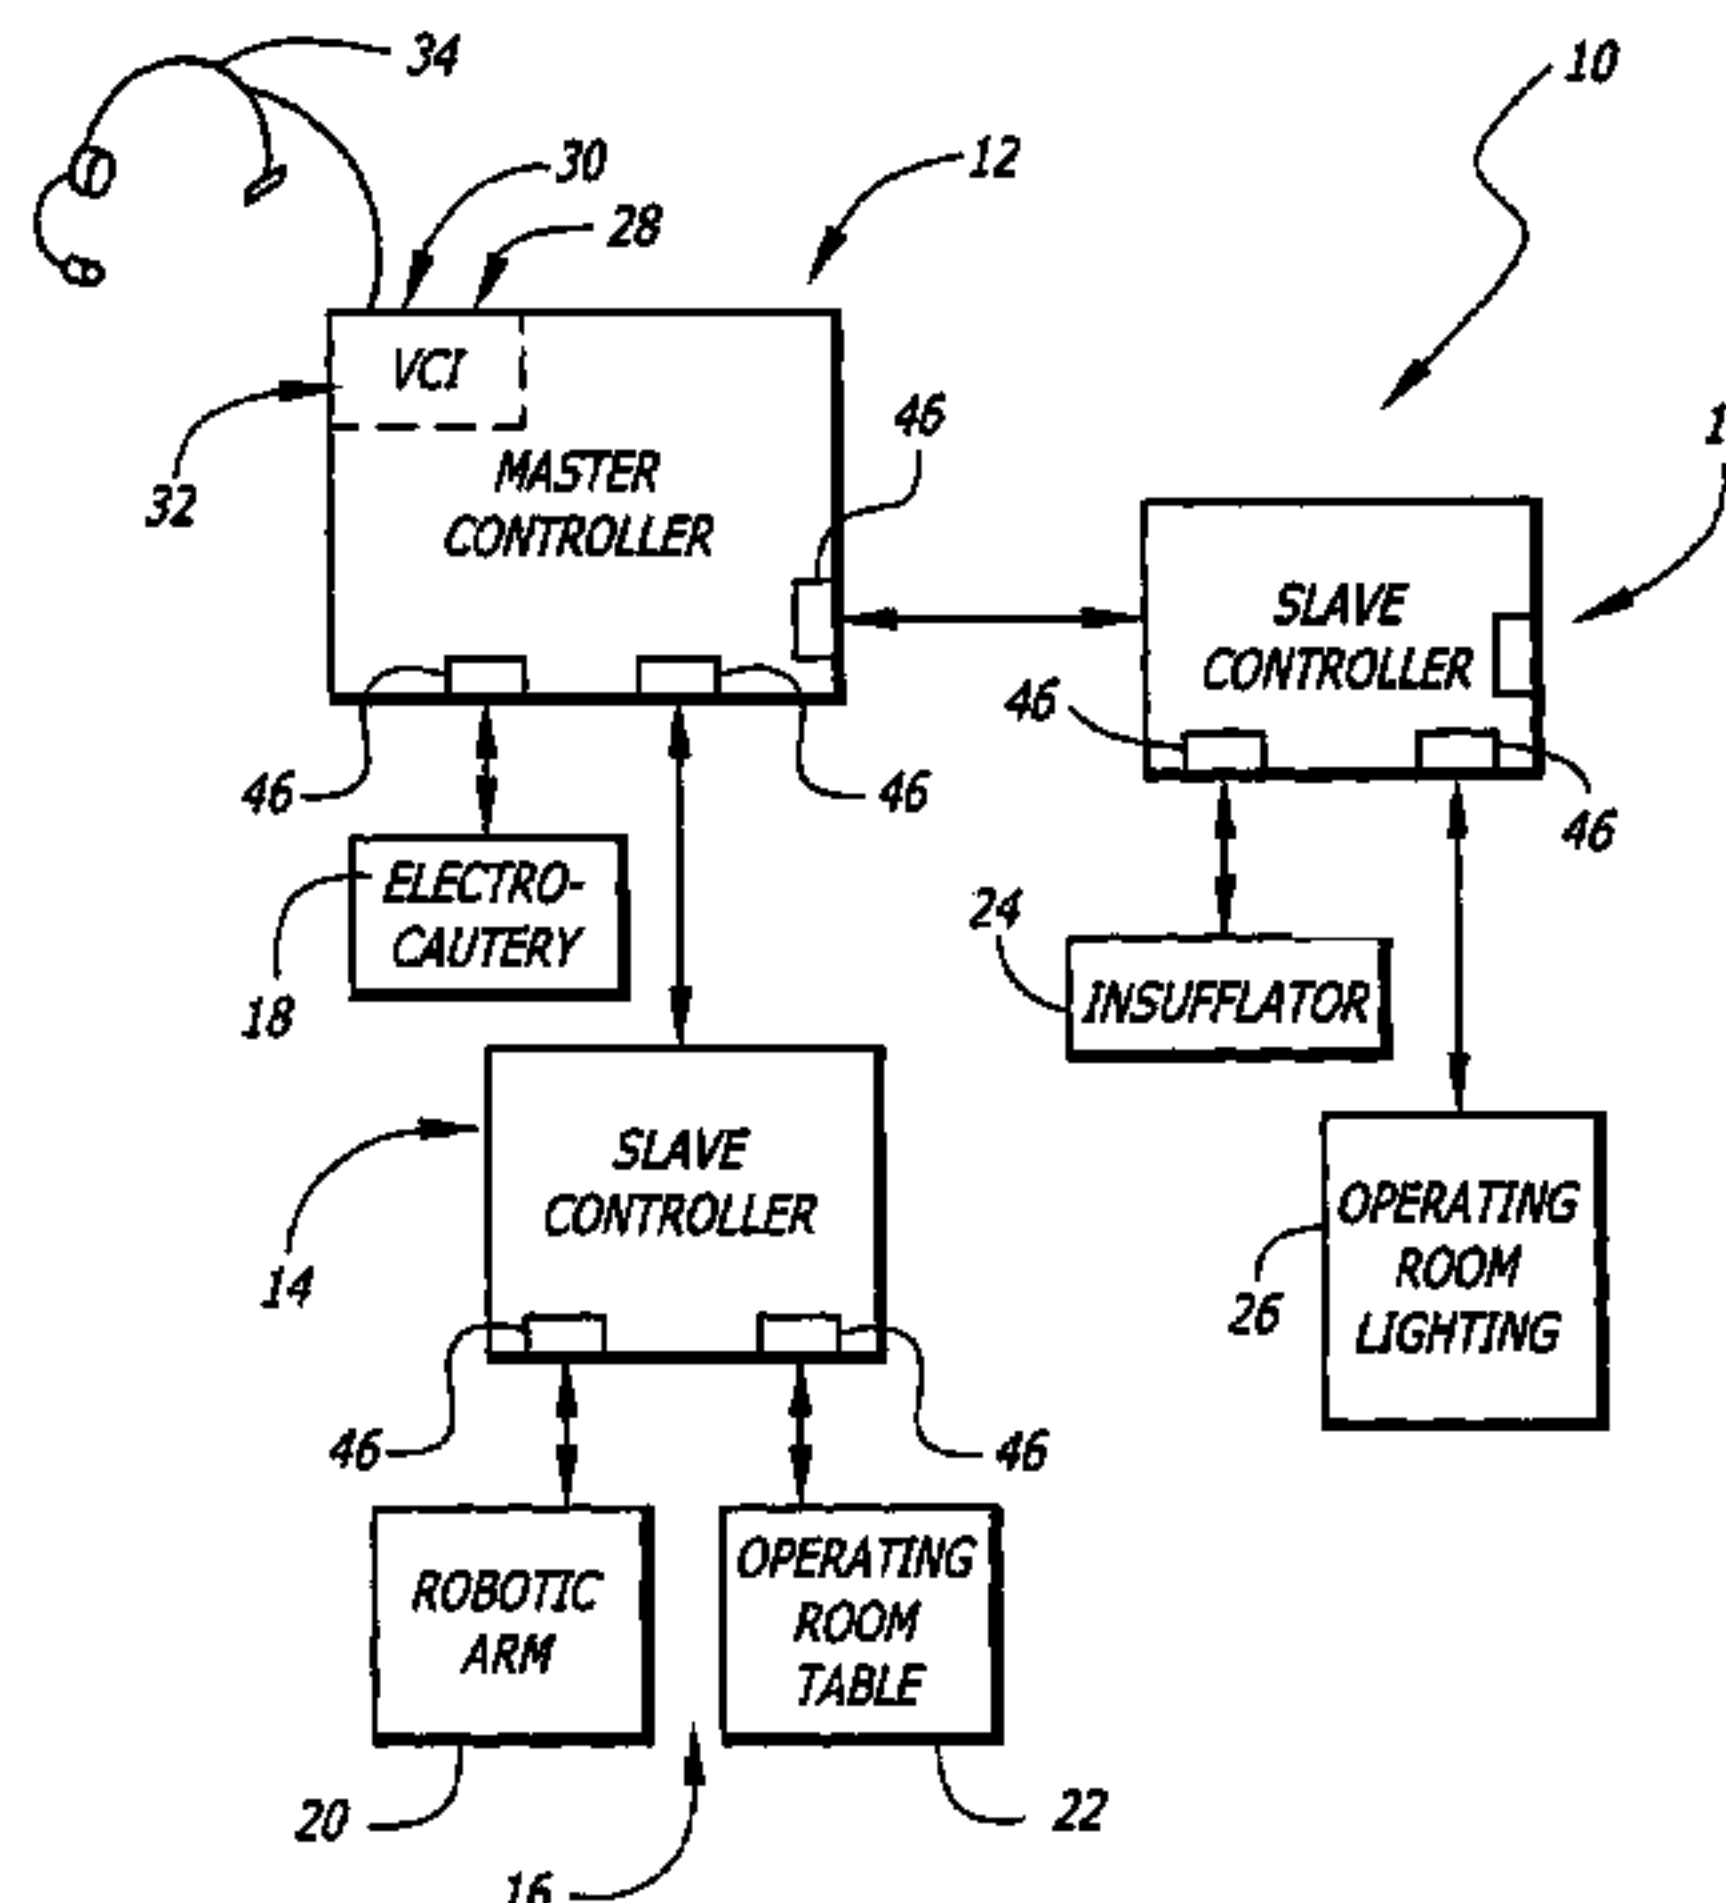 34
10
30
12
28
VCI
32
46
MASTER
CONTROLLER
1
SLAVE
CONTROLLER
46
46
46
46
ELECTRO-
CAUTERY
18
24
INSUFFLATOR
SLAVE
CONTROLLER
14
OPERATING
ROOM
LIGHTING
26
46
46
ROBOTIC
ARM
OPERATING
ROOM
TABLE
20
22
16